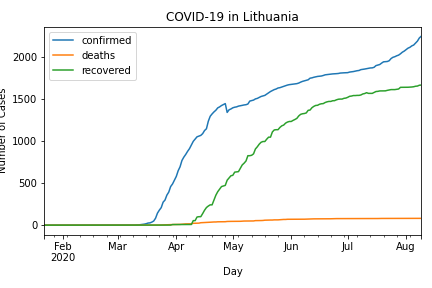 COVID-19 in Lithuania
confirmed
deaths
recovered
Number of Cases
2000
1500
1000
500
0
Feb Mar Apr May Jun Jul Aug
2020
Day